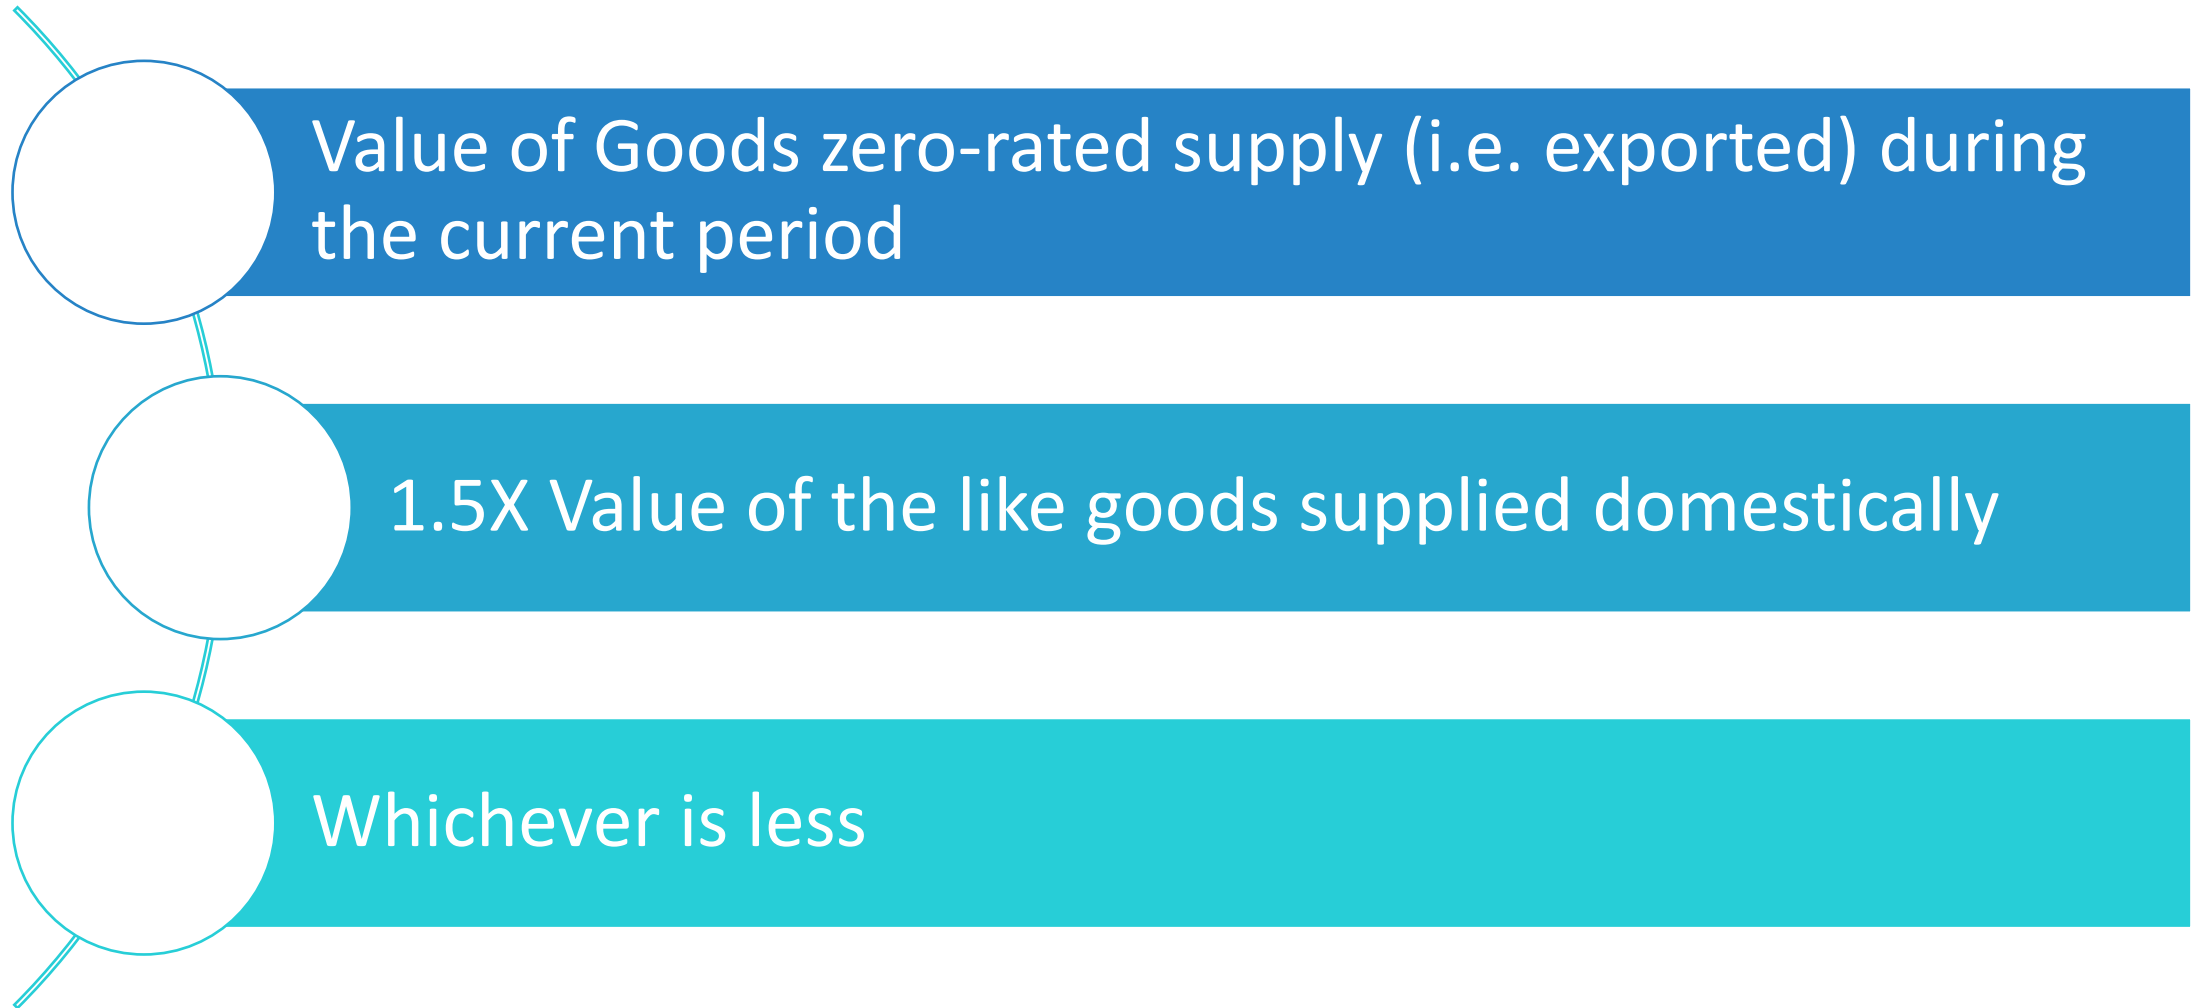 Value of Goods zero-rated supply (i.e. exported) during
the current period
1.5X Value of the like goods supplied domestically
Whichever is less